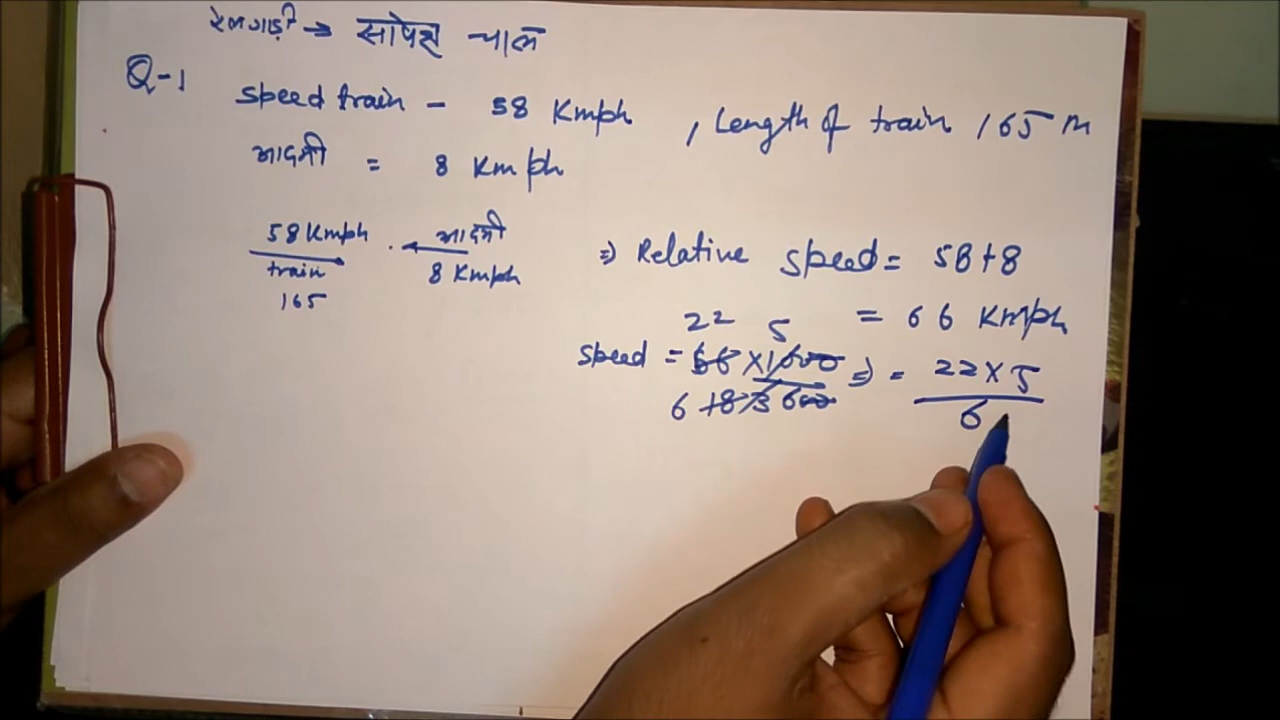 रेलगाड़ी → सापेक्ष चाल
Q-1 speed train - 58 Kmph , Length of train 165 m
आदमी = 8 Kmph
58 Kmph आदमी
train 8 Kmph
165
⇒ Relative speed = 58+8
= 66 Kmph
22 5
speed = 66 × 1000 ⇒ = 22 × 5
6 18 3600 6